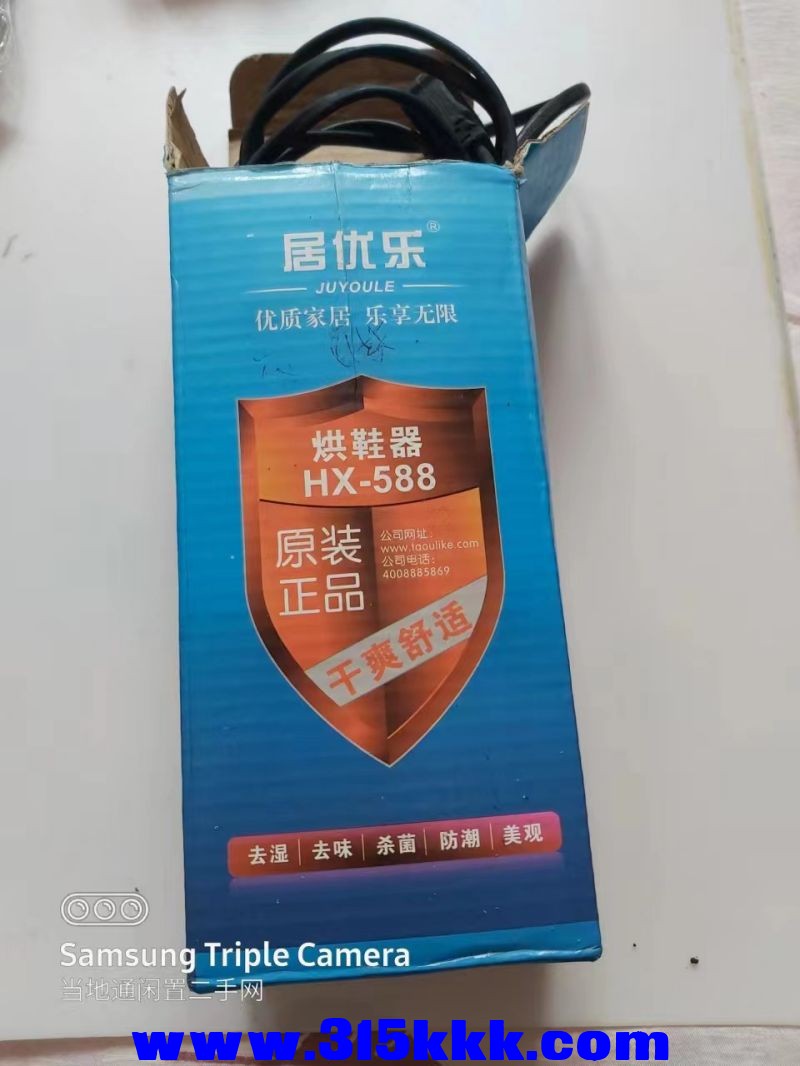 居优乐®
JUYOULE
优质家居 乐享无限
烘鞋器
HX-588
原装
正品
公司网址:
www.taoulike.com
公司电话:
4008885869
干爽舒适
去湿 | 去味 | 杀菌 | 防潮 | 美观
Samsung Triple Camera
当地通闲置二手网
www.315kkk.com